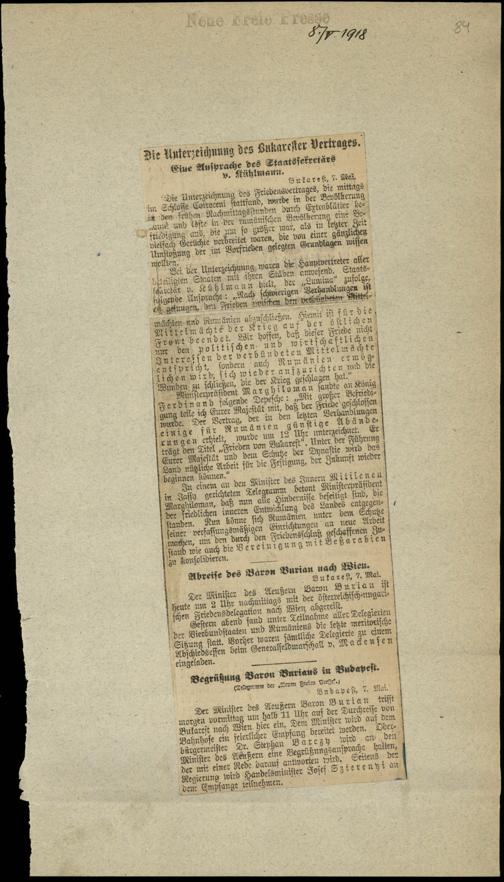 Neue Freie Presse
8/V 1918
84
Die Unterzeichnung des Bukarester Vertrages.
Eine Ansprache des Staatssekretärs
v. Kühlmann.
Bukarest, 7. Mai.
Die Unterzeichnung des Friedensvertrages, die mittags
im Schlosse Cotroceni stattfand, wurde in der Bevölkerung
in den frühen Nachmittagsstunden durch Extrablätter be-
kannt und löste in der rumänischen Bevölkerung eine Be-
friedigung aus, die um so größer war, als in letzter Zeit
vielfach Gerüchte verbreitet waren, die von einer gänzlichen
Umstoßung der im Vorfrieden gelegten Grundlagen wissen
wollten.
Bei der Unterzeichnung waren die Hauptvertreter aller
beteiligten Staaten mit ihren Stäben anwesend. Staats-
sekretär v. Kühlmann hielt, der „Lumina“ zufolge,
folgende Ansprache: „Nach schwierigen Verhandlungen ist
es gelungen, den Frieden zwischen den verbündeten Mittel-
mächten und Rumänien abzuschließen. Hiemit ist für die
Mittelmächte der Krieg auf der östlichen
Front beendet. Wir hoffen, daß dieser Friede nicht
nur den politischen und wirtschaftlichen
Interessen der verbündeten Mittelmächte
entspricht, sondern auch Rumänien ermög-
lichen wird, sich wieder aufzurichten und die
Wunden zu schließen, die der Krieg geschlagen hat.“
Ministerpräsident Marghiloman sandte an König
Ferdinand folgende Depesche: „Mit großer Befriedi-
gung teile ich Eurer Majestät mit, daß der Friede geschlossen
wurde. Der Vertrag, der in den letzten Verhandlungen
einige für Rumänien günstige Abände-
rungen erhielt, wurde um 12 Uhr unterzeichnet. Er
trägt den Titel „Frieden von Bukarest“. Unter der Führung
Eurer Majestät und dem Schutze der Dynastie wird das
Land nützliche Arbeit für die Festigung, der Zukunft wieder
beginnen können.“
In einem an den Minister des Innern Mitilineu
in Jassy gerichteten Telegramm betont Ministerpräsident
Marghiloman, daß nun alle Hindernisse beseitigt sind, die
der friedlichen inneren Entwicklung des Landes entgegen-
standen. Nun könne sich Rumänien unter dem Schutze
seiner verfassungsmäßigen Einrichtungen an neue Arbeit
machen, um den durch den Friedensschluß geschaffenen Zu-
stand wie auch die Vereinigung mit Beßarabien
zu konsolidieren.
Abreise des Baron Burian nach Wien.
Bukarest, 7. Mai.
Der Minister des Aeußern Baron Burian ist
heute um 2 Uhr nachmittags mit der österreichisch-ungari-
schen Friedensdelegation nach Wien abgereist.
Gestern abend fand unter Teilnahme aller Delegierten
der Vierbundstaaten und Rumäniens die letzte meritorische
Sitzung statt. Vorher waren sämtliche Delegierte zu einem
Abschiedsessen beim Generalfeldmarschall v. Mackensen
eingeladen.
Begrüßung Baron Burians in Budapest.
(Telegramm der „Neuen Freien Presse“.)
Budapest, 7. Mai.
Der Minister des Aeußern Baron Burian trifft
morgen vormittag um halb 11 Uhr auf der Durchreise von
Bukarest nach Wien hier ein. Dem Minister wird auf dem
Bahnhofe ein feierlicher Empfang bereitet werden. Ober-
bürgermeister Dr. Stephan Barczy wird an den
Minister des Aeußern eine Begrüßungsansprache halten,
der mit einer Rede darauf antworten wird. Seitens der
Regierung wird Handelsminister Josef Szterenyi an
dem Empfange teilnehmen.